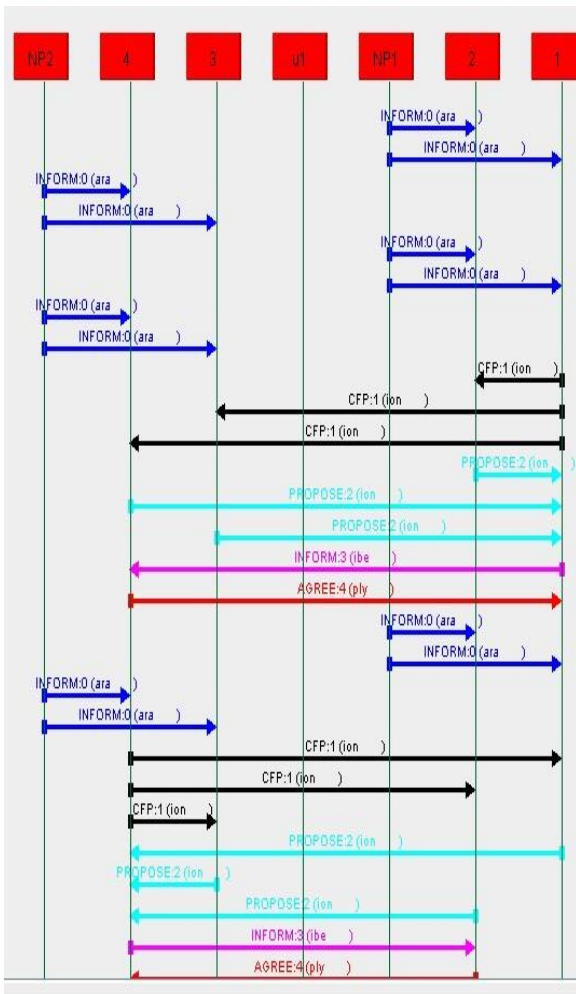 NP2 4 3 u1 NP1 2 1
INFORM:0 (ara )
INFORM:0 (ara )
INFORM:0 (ara )
INFORM:0 (ara )
INFORM:0 (ara )
INFORM:0 (ara )
INFORM:0 (ara )
INFORM:0 (ara )
CFP:1 (ion )
CFP:1 (ion )
CFP:1 (ion )
PROPOSE:2 (ion )
PROPOSE:2 (ion )
PROPOSE:2 (ion )
INFORM:3 (ibe )
AGREE:4 (ply )
INFORM:0 (ara )
INFORM:0 (ara )
INFORM:0 (ara )
INFORM:0 (ara )
CFP:1 (ion )
CFP:1 (ion )
CFP:1 (ion )
PROPOSE:2 (ion )
PROPOSE:2 (ion )
PROPOSE:2 (ion )
INFORM:3 (ibe )
AGREE:4 (ply )